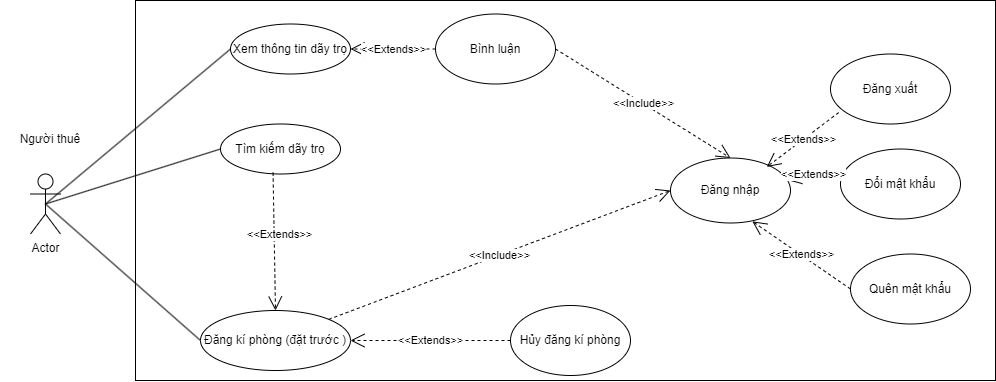 Xem thông tin dãy trọ
<<Extends>>
Bình luận
Đăng xuất
<<Include>>
Người thuê
<<Extends>>
Tìm kiếm dãy trọ
<<Extends>>
Đổi mật khẩu
Đăng nhập
Actor
<<Extends>>
<<Include>>
<<Extends>>
Quên mật khẩu
Đăng kí phòng (đặt trước )
<<Extends>>
Hủy đăng kí phòng